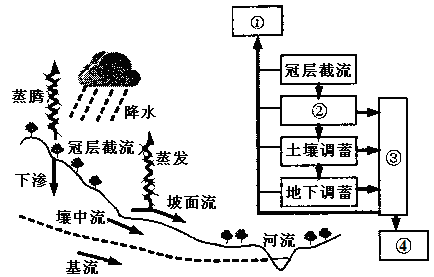 ①
蒸腾
降水
冠层截流
②
土壤调蓄
③
地下调蓄
④
冠层截流
蒸发
下渗
坡面流
壤中流
河流
基流